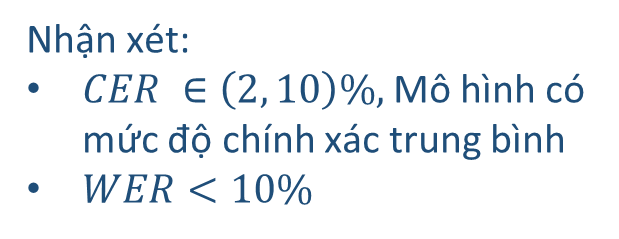 Nhận xét:
• CER ∈ (2, 10)%, Mô hình có
mức độ chính xác trung bình
• WER < 10%